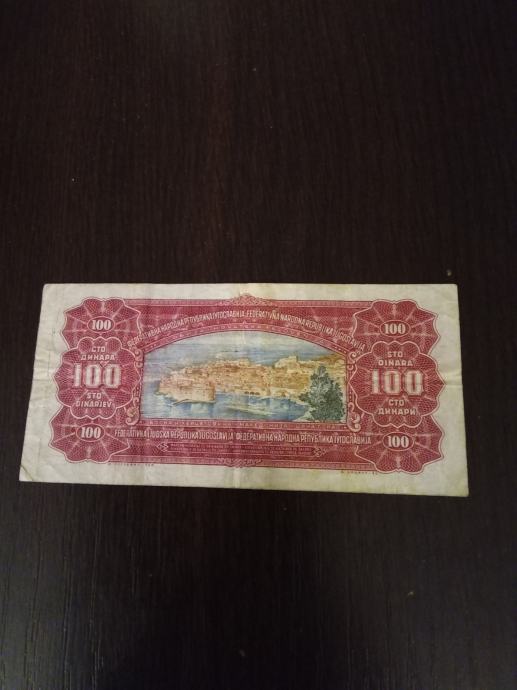 ФЕДЕРАТИВНА НАРОДНА РЕПУБЛИКА ЈУГОСЛАВИЈА FEDERATIVNA NARODNA REPUBLIKA JUGOSLAVIJA
100
100
СТО
ДИНАРА
100
STO
DINARJEV
STO
DINARA
100
СТО
ДИНАРИ
100
100
FEDERATIVNA LJUDSKA REPUBLIKA JUGOSLAVIJA ФЕДЕРАТИВНА НАРОДНА РЕПУБЛИКА ЈУГОСЛАВИЈА